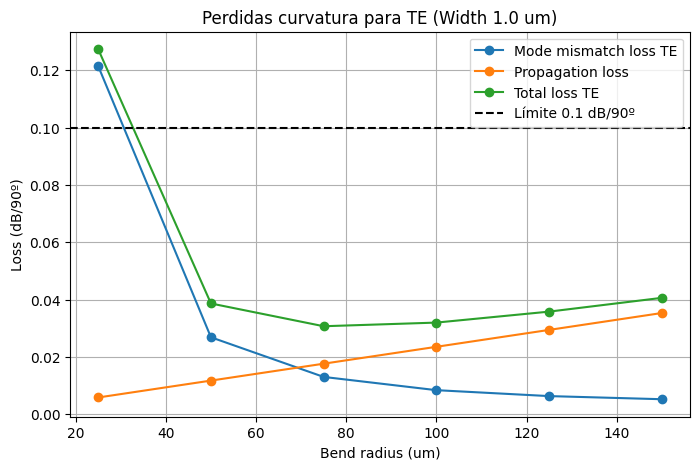 Perdidas curvatura para TE (Width 1.0 um)
Mode mismatch loss TE
Propagation loss
Total loss TE
Límite 0.1 dB/90º
Loss (dB/90º)
0.12
0.10
0.08
0.06
0.04
0.02
0.00
20 40 60 80 100 120 140
Bend radius (um)